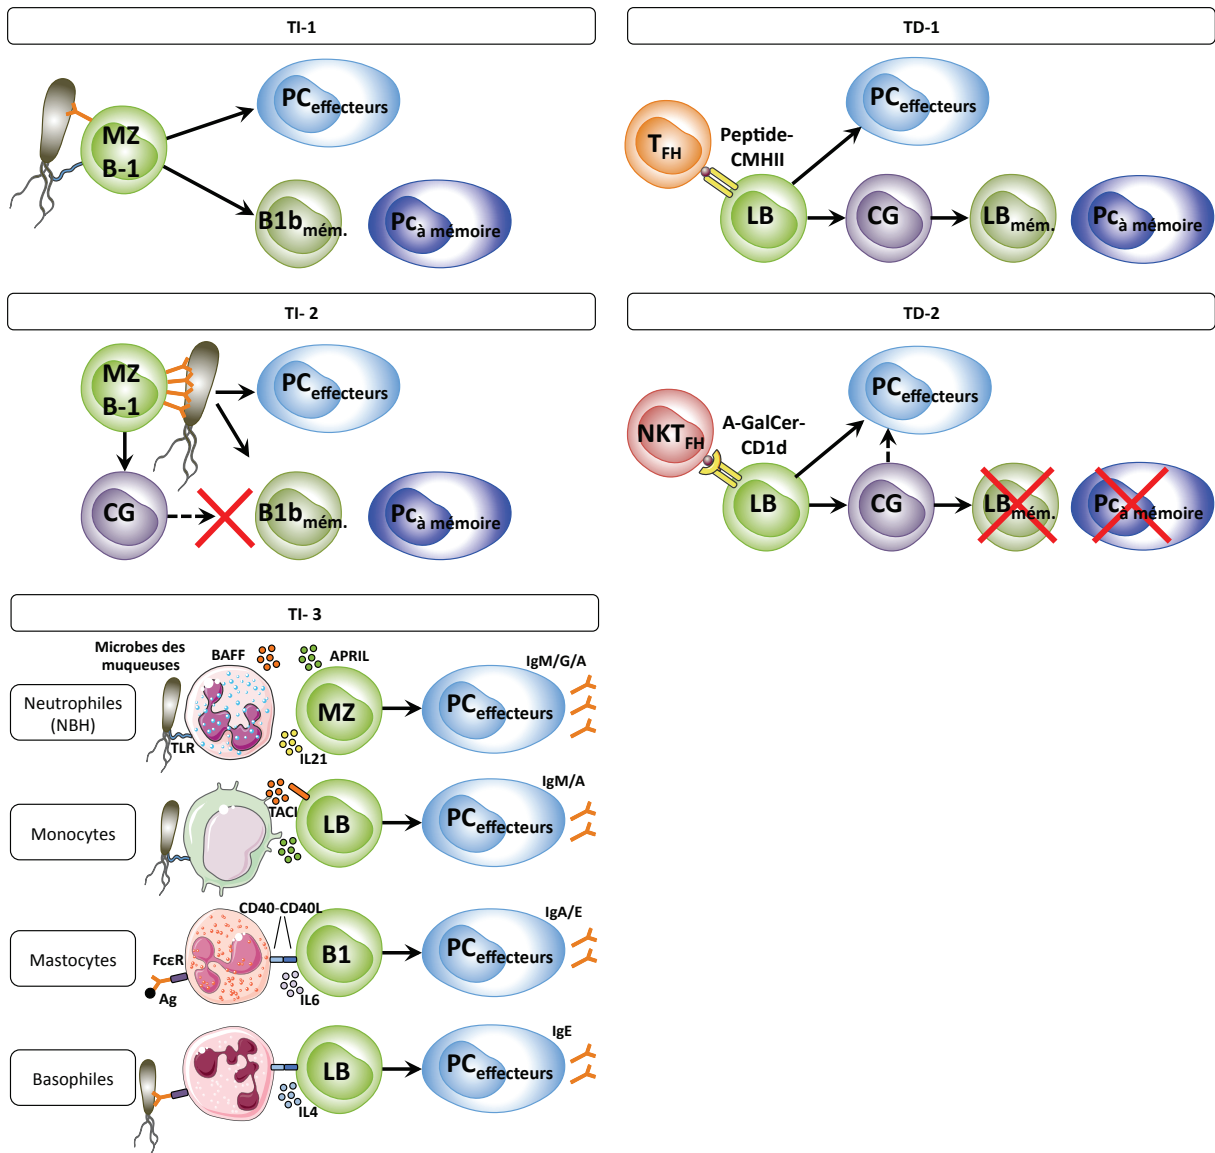 TI-1
MZ
B-1
PCeffecteurs
B1bmém.
Pcà mémoire
TD-1
TFH
Peptide-
CMHII
LB
PCeffecteurs
CG
LBmém.
Pcà mémoire
TI- 2
MZ
B-1
PCeffecteurs
CG
B1bmém.
Pcà mémoire
TD-2
NKTFH
A-GalCer-
CD1d
LB
PCeffecteurs
CG
LBmém.
Pcà mémoire
TI- 3
Microbes des
muqueuses
BAFF
APRIL
IgM/G/A
Neutrophiles
(NBH)
TLR
MZ
IL21
PCeffecteurs
IgM/A
Monocytes
TACI
LB
PCeffecteurs
CD40-CD40L
IgA/E
Mastocytes
FcεR
Ag
B1
IL6
PCeffecteurs
IgE
Basophiles
LB
IL4
PCeffecteurs